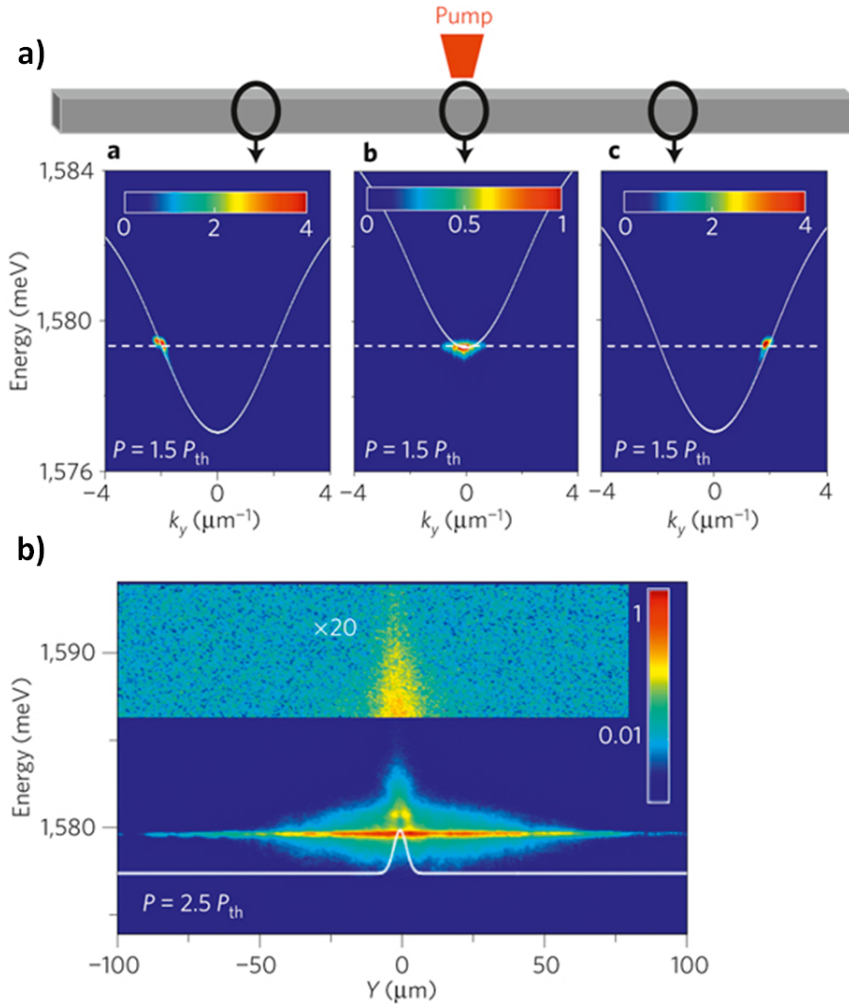 Pump
a)
a
b
c
1,584
1,580
1,576
Energy (meV)
0 2 4
0 0.5 1
0 2 4
P = 1.5 Pth
P = 1.5 Pth
P = 1.5 Pth
−4 0 4
−4 0 4
−4 0 4
ky (μm−1)
ky (μm−1)
ky (μm−1)
b)
×20
1
0.01
1,590
1,580
Energy (meV)
P = 2.5 Pth
−100 −50 0 50 100
Y (μm)